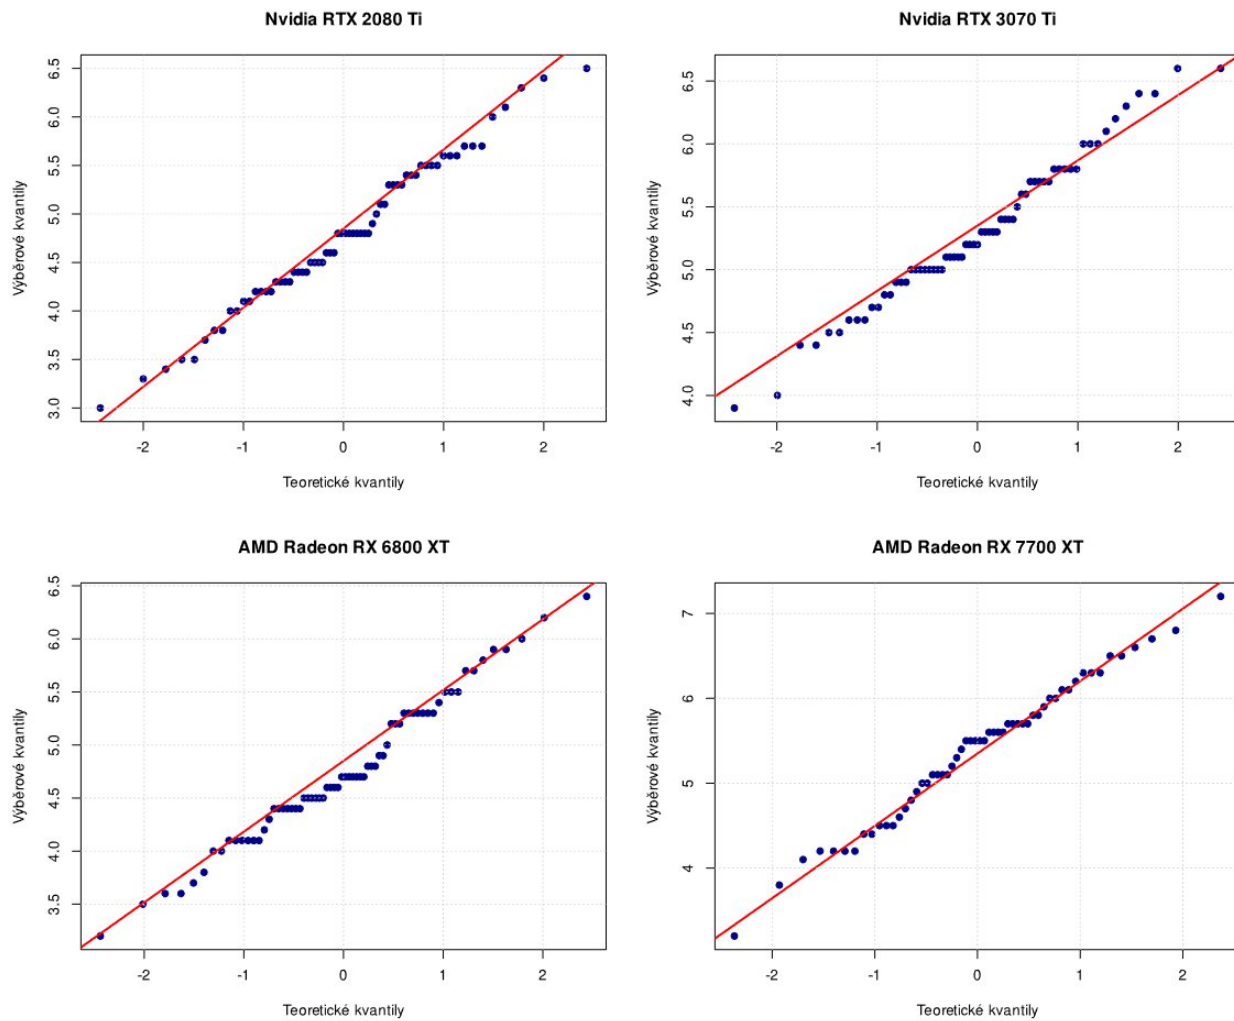 Nvidia RTX 2080 Ti
Nvidia RTX 3070 Ti
6.5
6.0
5.5
5.0
4.5
4.0
3.5
3.0
Výběrové kvantily
-2 -1 0 1 2
Teoretické kvantily
6.5
6.0
5.5
5.0
4.5
4.0
Výběrové kvantily
-2 -1 0 1 2
Teoretické kvantily
AMD Radeon RX 6800 XT
AMD Radeon RX 7700 XT
6.5
6.0
5.5
5.0
4.5
4.0
3.5
Výběrové kvantily
-2 -1 0 1 2
Teoretické kvantily
7
6
5
4
Výběrové kvantily
-2 -1 0 1 2
Teoretické kvantily